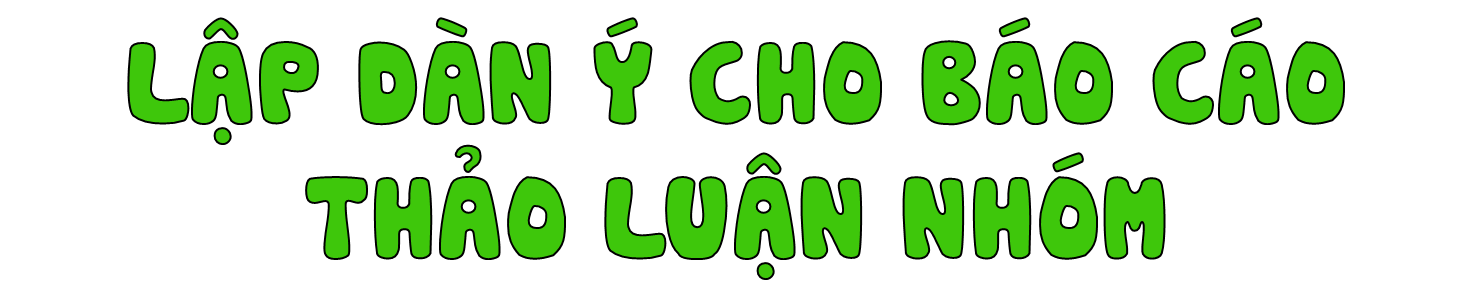 LẬP DÀN Ý CHO BÁO CÁO
THẢO LUẬN NHÓM